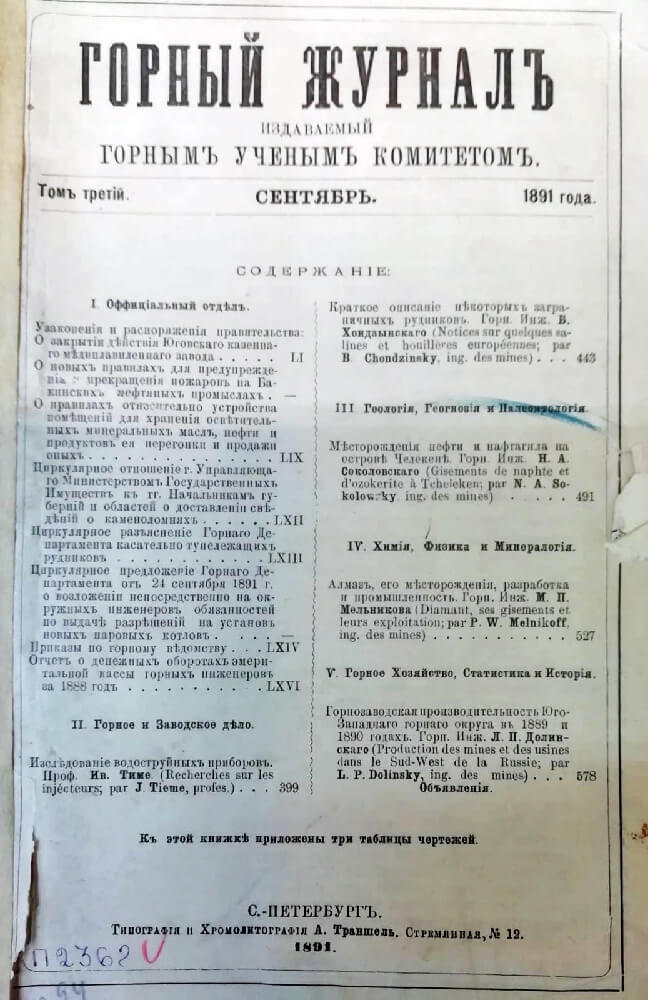 ГОРНЫЙ ЖУРНАЛЪ
ИЗДАВАЕМЫЙ
ГОРНЫМЪ УЧЕНЫМЪ КОМИТЕТОМЪ.
Томъ третій. СЕНТЯБРЬ. 1891 года.
СОДЕРЖАНІЕ:
I. Оффиціальный отдѣлъ.
Узаконенія и распоряженія правительства:
О закрытіи дѣйствія Юговскаго казенна-
го мѣдиплавиленнаго завода . . . . . LI
О новыхъ правилахъ для предупрежде-
нія и прекращенія пожаровъ на Ба-
кинскихъ нефтяныхъ промыслахъ . —
О правилахъ относительно устройства
помѣщеній для храненія освѣтитель-
ныхъ минеральныхъ маслъ, нефти и
продуктовъ ея перегонки и продажи
оныхъ . . . . . . . . . . . . LIX
Циркулярное отношеніе г. Управляюща-
го Министерствомъ Государственныхъ
Имуществъ къ гг. Начальникамъ гу-
берній и областей о доставленіи свѣ-
дѣній о каменоломняхъ . . . . . . LXII
Циркулярное разъясненіе Горнаго Де-
партамента касательно тунележащихъ
рудниковъ . . . . . . . . . . LXIII
Циркулярное предложеніе Горнаго Де-
партамента отъ 24 сентября 1891 г.
о возложеніи непосредственно на ок-
ружныхъ инженеровъ обязанностей
по выдачѣ разрѣшеній на установъ
новыхъ паровыхъ котловъ . . . . —
Приказы по горному вѣдомству . . . LXIV
Отчетъ о денежныхъ оборотахъ эмери-
тальной кассы горныхъ инженеровъ
за 1888 годъ . . . . . . . . . . LXVI
II. Горное и Заводское дѣло.
Изслѣдованіе водоструйныхъ приборовъ.
Проф. Ив. Тиме. (Recherches sur les
injécteurs; par J. Tieme, profes.) . . . 399
Краткое описаніе нѣкоторыхъ загра-
ничныхъ рудниковъ. Горн. Инж. В.
Хондзынскаго (Notices sur quelques sa-
lines et houillères européennes; par
B. Chondzinsky, ing. des mines) . . . 443
III Геологія, Геогнозія и Палеонтологія.
Мѣсторожденія нефти и нафтагила на
островѣ Челекенѣ. Горн. Инж. Н. А.
Соколовскаго (Gisements de naphte et
d'ozokerite à Tcheleken; par N. A. So-
kolowsky, ing. des mines) . . . . . 491
IV. Химія, Физика и Минералогія.
Алмазъ, его мѣсторожденія, разработка
и промышленность. Горн. Инж. М. П.
Мельникова (Diamant, ses gisements et
leurs exploitation; par P. W. Melnikoff,
ing. des mines) . . . . . . . . . . 527
V. Горное Хозяйство, Статистика и Исторія.
Горнозаводская производительность Юго-
Западнаго горнаго округа въ 1889 и
1890 годахъ. Горн. Инж. Л. П. Долин-
скаго (Production des mines et des usines
dans le Sud-West de la Russie; par
L. P. Dolinsky, ing. des mines) . . . 578
Объявленія.
Къ этой книжкѣ приложены три таблицы чертежей.
С.-ПЕТЕРБУРГЪ.
Типографія и Хромолитографія А. Траншель. Стремянная, № 12.
1891.
П2362